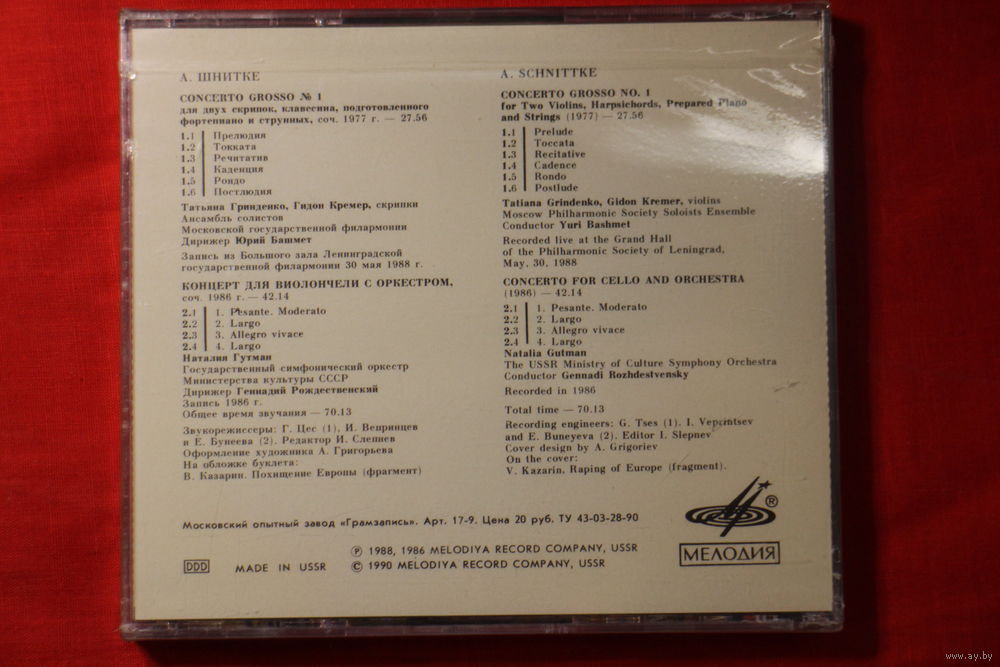 А. ШНИТКЕ
CONCERTO GROSSO № 1
для двух скрипок, клавесина, подготовленного
фортепиано и струнных, соч. 1977 г. — 27.56
1.1 Прелюдия
1.2 Токката
1.3 Речитатив
1.4 Каденция
1.5 Рондо
1.6 Постлюдия
Татьяна Гринденко, Гидон Кремер, скрипки
Ансамбль солистов
Московской государственной филармонии
Дирижер Юрий Башмет
Запись из Большого зала Ленинградской
государственной филармонии 30 мая 1988 г.
КОНЦЕРТ ДЛЯ ВИОЛОНЧЕЛИ С ОРКЕСТРОМ,
соч. 1986 г. — 42.14
2.1 1. Pesante. Moderato
2.2 2. Largo
2.3 3. Allegro vivace
2.4 4. Largo
Наталия Гутман
Государственный симфонический оркестр
Министерства культуры СССР
Дирижер Геннадий Рождественский
Запись 1986 г.
Общее время звучания — 70.13
Звукорежиссеры: Г. Цес (1), И. Вепринцев
и Е. Бунеева (2). Редактор И. Слепнев
Оформление художника А. Григорьева
На обложке буклета:
В. Казарин. Похищение Европы (фрагмент)
A. SCHNITTKE
CONCERTO GROSSO NO. 1
for Two Violins, Harpsichords, Prepared Piano
and Strings (1977) — 27.56
1.1 Prelude
1.2 Toccata
1.3 Recitative
1.4 Cadence
1.5 Rondo
1.6 Postlude
Tatiana Grindenko, Gidon Kremer, violins
Moscow Philharmonic Society Soloists Ensemble
Conductor Yuri Bashmet
Recorded live at the Grand Hall
of the Philharmonic Society of Leningrad,
May, 30, 1988
CONCERTO FOR CELLO AND ORCHESTRA
(1986) — 42.14
2.1 1. Pesante. Moderato
2.2 2. Largo
2.3 3. Allegro vivace
2.4 4. Largo
Natalia Gutman
The USSR Ministry of Culture Symphony Orchestra
Conductor Gennadi Rozhdestvensky
Recorded in 1986
Total time — 70.13
Recording engineers: G. Tses (1). I. Veprintsev
and E. Buneyeva (2). Editor I. Slepnev
Cover design by A. Grigoriev
On the cover:
V. Kazarin. Raping of Europe (fragment).
Московский опытный завод «Грамзапись». Арт. 17-9. Цена 20 руб. ТУ 43-03-28-90
DDD MADE IN USSR
Ⓟ 1988, 1986 MELODIYA RECORD COMPANY, USSR
© 1990 MELODIYA RECORD COMPANY, USSR
®
МЕЛОДИЯ
www.ay.by